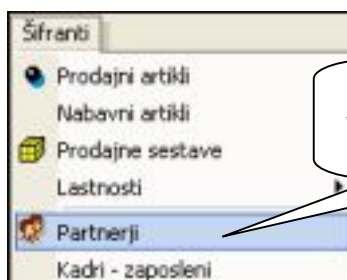 Šifranti
Prodajni artikli
Nabavni artikli
Prodajne sestave
Lastnosti
Partnerji
Kadri - zaposleni